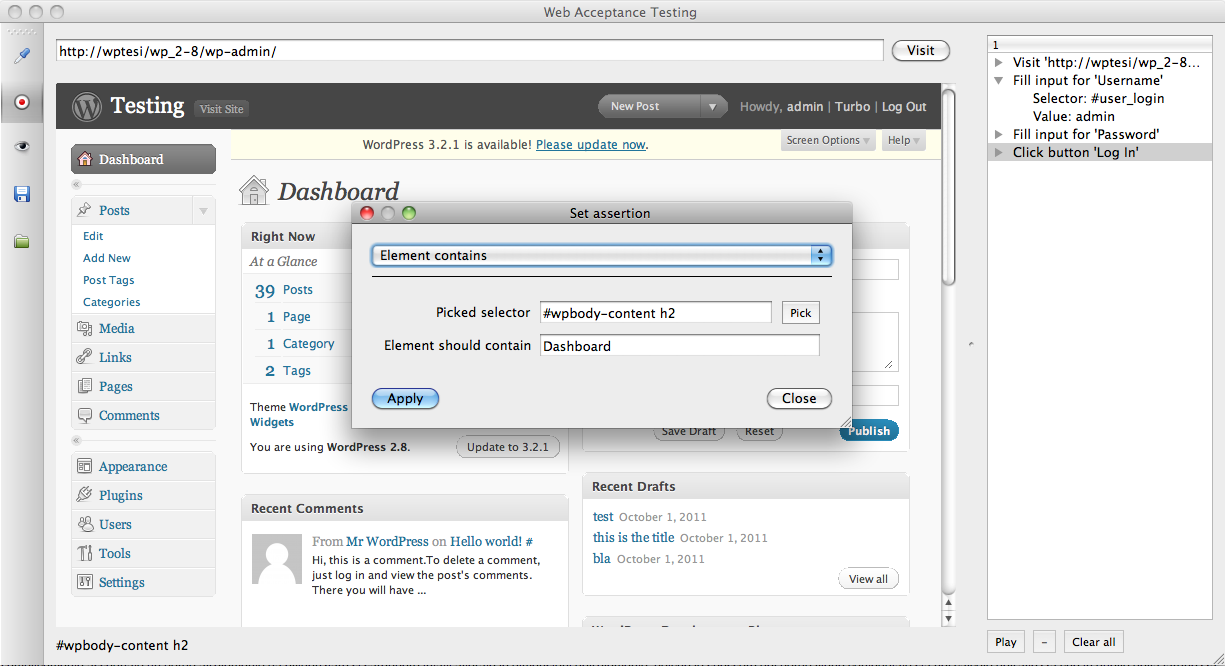 Web Acceptance Testing
http://wptesi/wp_2-8/wp-admin/
Visit
Testing
Visit Site
New Post
Howdy, admin | Turbo | Log Out
WordPress 3.2.1 is available! Please update now.
Screen Options
Help
Dashboard
Posts
Edit
Add New
Post Tags
Categories
Media
Links
Pages
Comments
Appearance
Plugins
Users
Tools
Settings
Dashboard
Right Now
At a Glance
39 Posts
1 Page
1 Category
2 Tags
Theme WordPress
Widgets
You are using WordPress 2.8.
Update to 3.2.1
Recent Comments
From Mr WordPress on Hello world! #
Hi, this is a comment.To delete a comment,
just log in and view the post's comments.
There you will have ...
Set assertion
Element contains
Picked selector
#wpbody-content h2
Pick
Element should contain
Dashboard
Apply
Close
Save Draft
Reset
Publish
Recent Drafts
test October 1, 2011
this is the title October 1, 2011
bla October 1, 2011
View all
1
Visit 'http://wptesi/wp_2-8...
Fill input for 'Username'
Selector: #user_login
Value: admin
Fill input for 'Password'
Click button 'Log In'
#wpbody-content h2
Play
-
Clear all